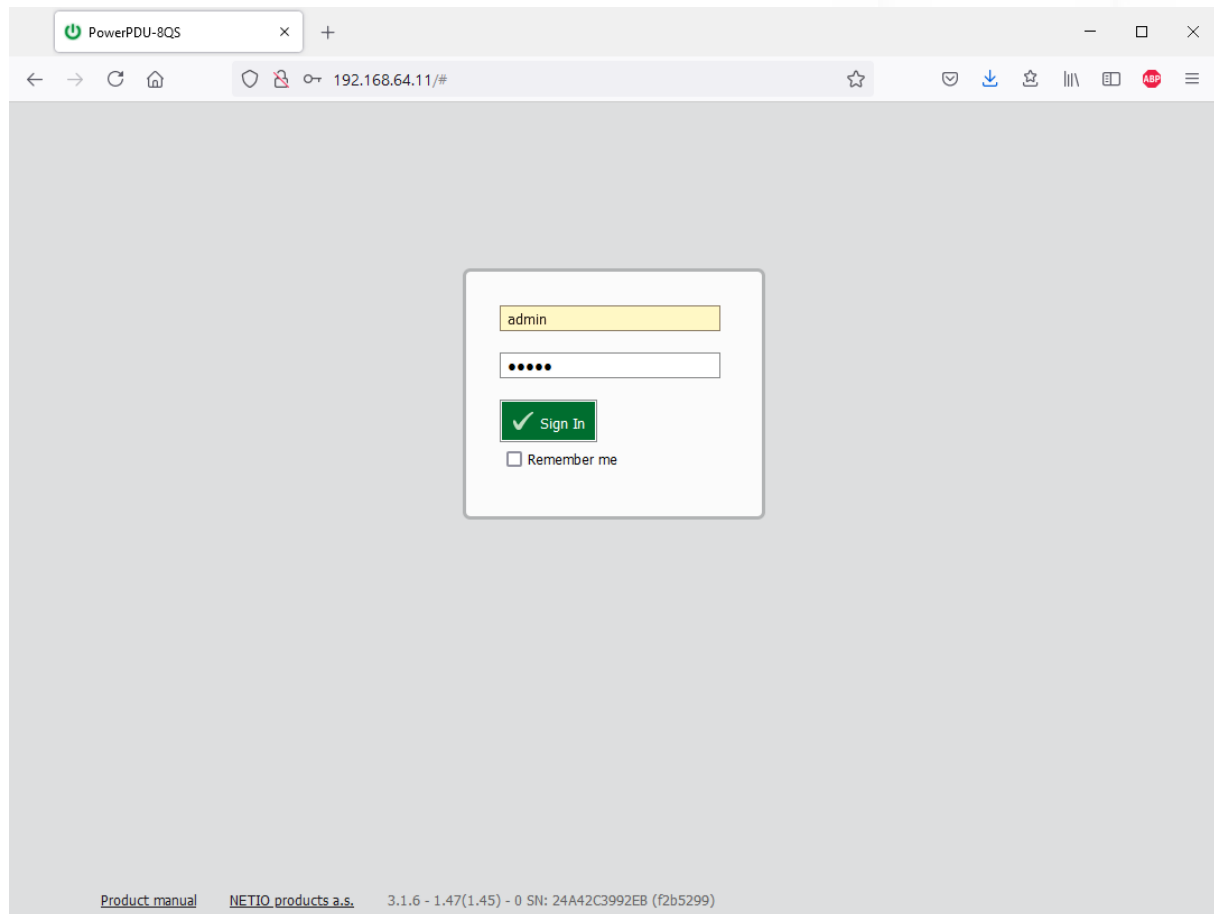 PowerPDU-8QS
192.168.64.11/#
ABP
admin
•••••
Sign In
Remember me
Product manual NETIO products a.s. 3.1.6 - 1.47(1.45) - 0 SN: 24A42C3992EB (f2b5299)